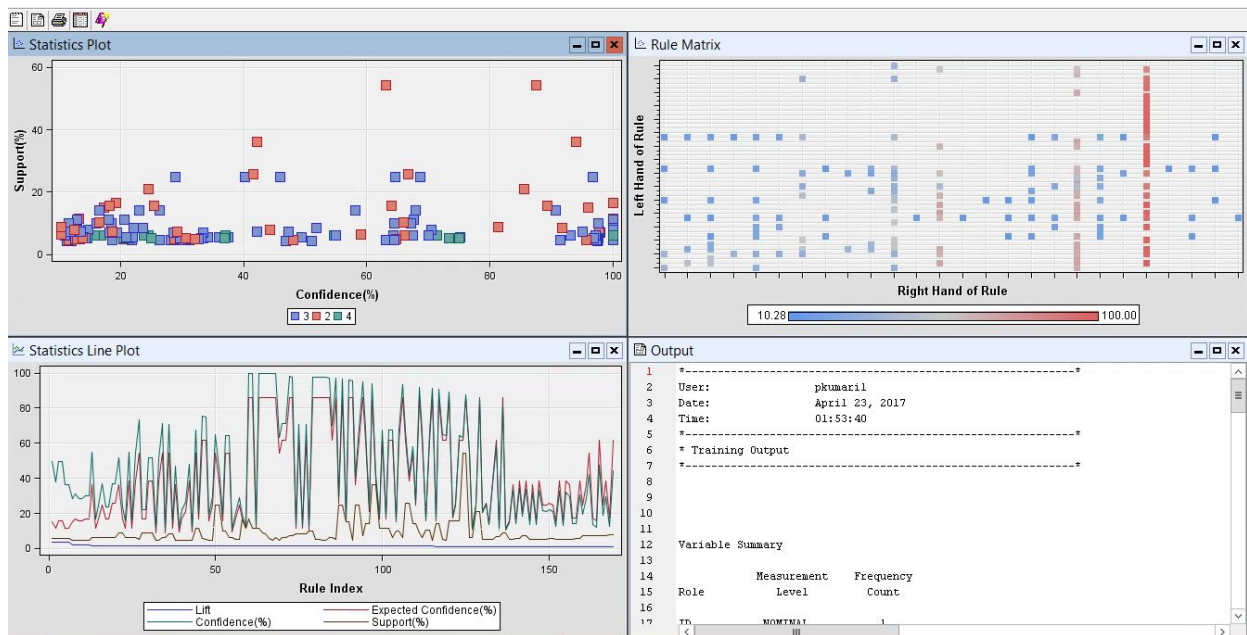 Statistics Plot
60
40
20
0
Support(%)
20 40 60 80 100
Confidence(%)
3 2 4
Rule Matrix
Left Hand of Rule
Right Hand of Rule
10.28 100.00
Statistics Line Plot
100
80
60
40
20
0
0 50 100 150
Rule Index
Lift Expected Confidence(%)
Confidence(%) Support(%)
Output
1 *------------------------------------------------------------*
2 User: pkumari1
3 Date: April 23, 2017
4 Time: 01:53:40
5 *------------------------------------------------------------*
6 * Training Output
7 *------------------------------------------------------------*
8
9
10
11
12 Variable Summary
13
14 Measurement Frequency
15 Role Level Count
16
17 ID NOMINAL 1